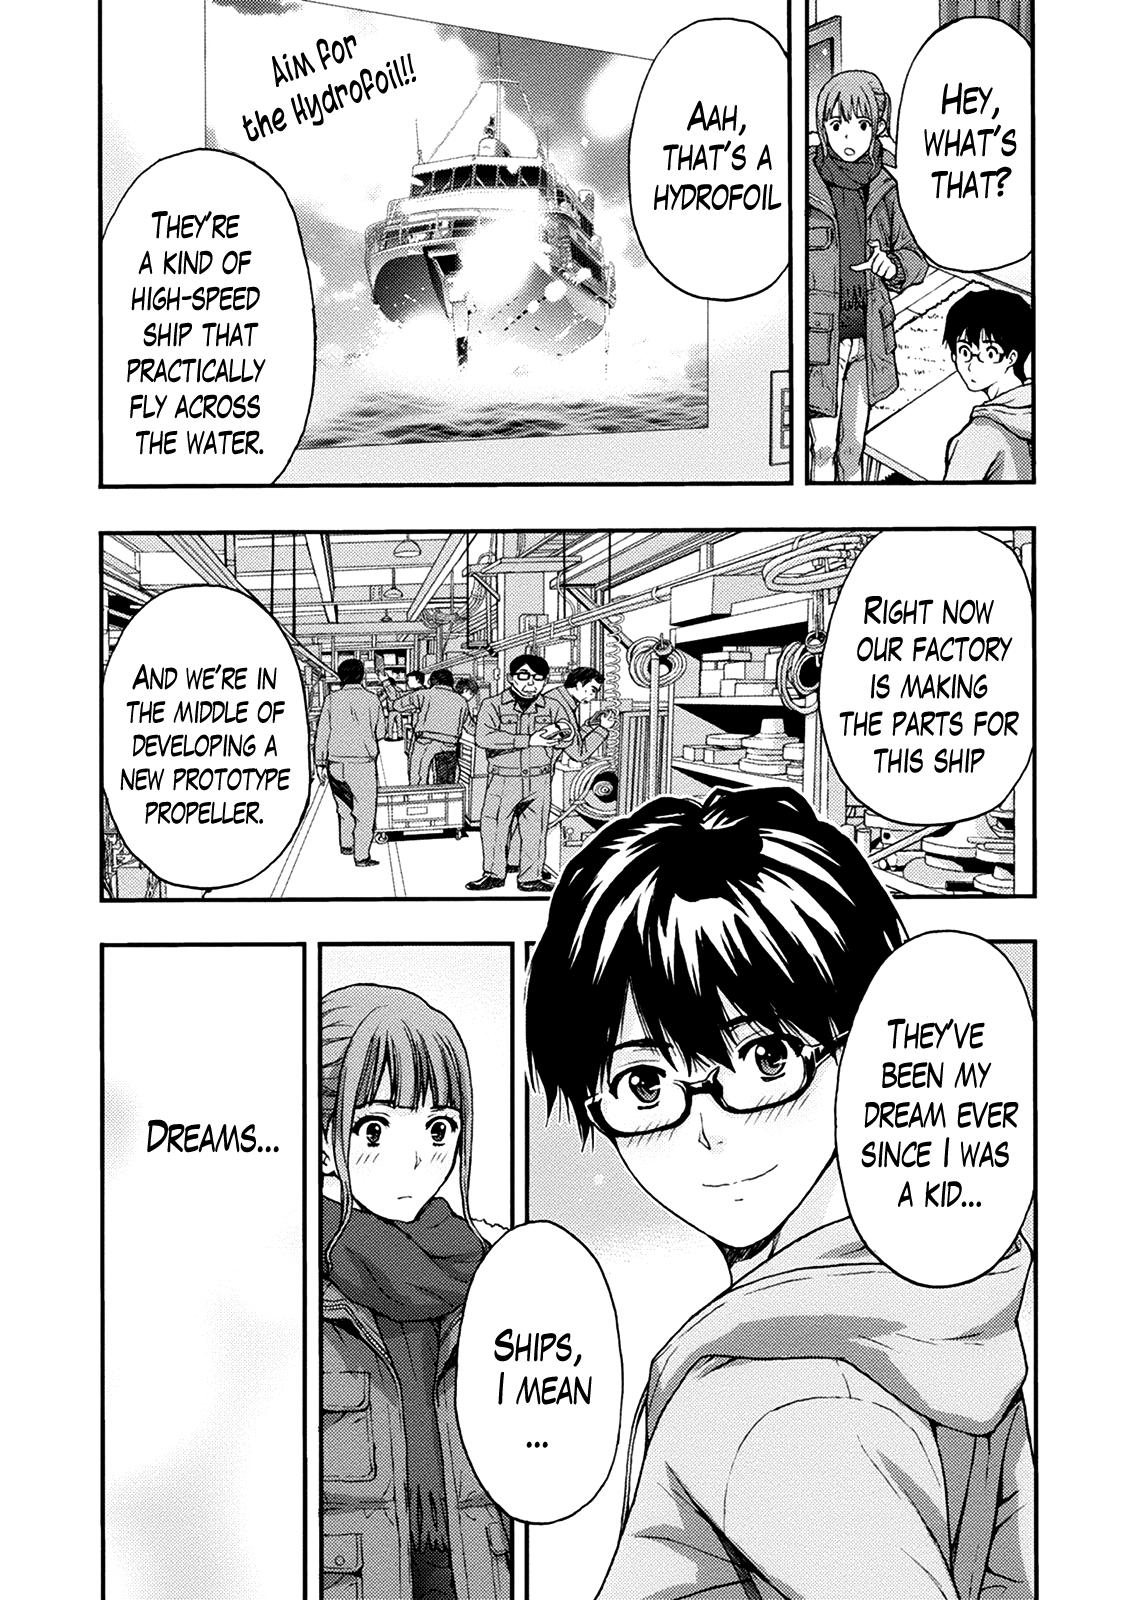 HEY,
WHAT'S
THAT?
AAH,
THAT'S A
HYDROFOIL
Aim for
the Hydrofoil!!
THEY'RE
A KIND OF
HIGH-SPEED
SHIP THAT
PRACTICALLY
FLY ACROSS
THE WATER.
RIGHT NOW
OUR FACTORY
IS MAKING
THE PARTS FOR
THIS SHIP
AND WE'RE IN
THE MIDDLE OF
DEVELOPING A
NEW PROTOTYPE
PROPELLER.
THEY'VE
BEEN MY
DREAM EVER
SINCE I WAS
A KID...
SHIPS,
I MEAN
...
DREAMS...